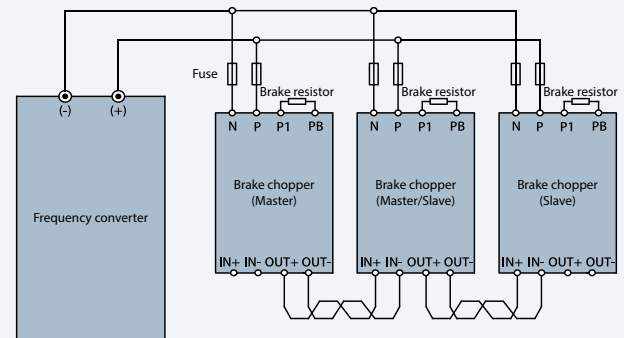 Fuse
Brake resistor
Brake resistor
Brake resistor
(-) (+)
N P P1 PB
N P P1 PB
N P P1 PB
Frequency converter
Brake chopper
(Master)
Brake chopper
(Master/Slave)
Brake chopper
(Slave)
IN+ IN- OUT+ OUT-
IN+ IN- OUT+ OUT-
IN+ IN- OUT+ OUT-